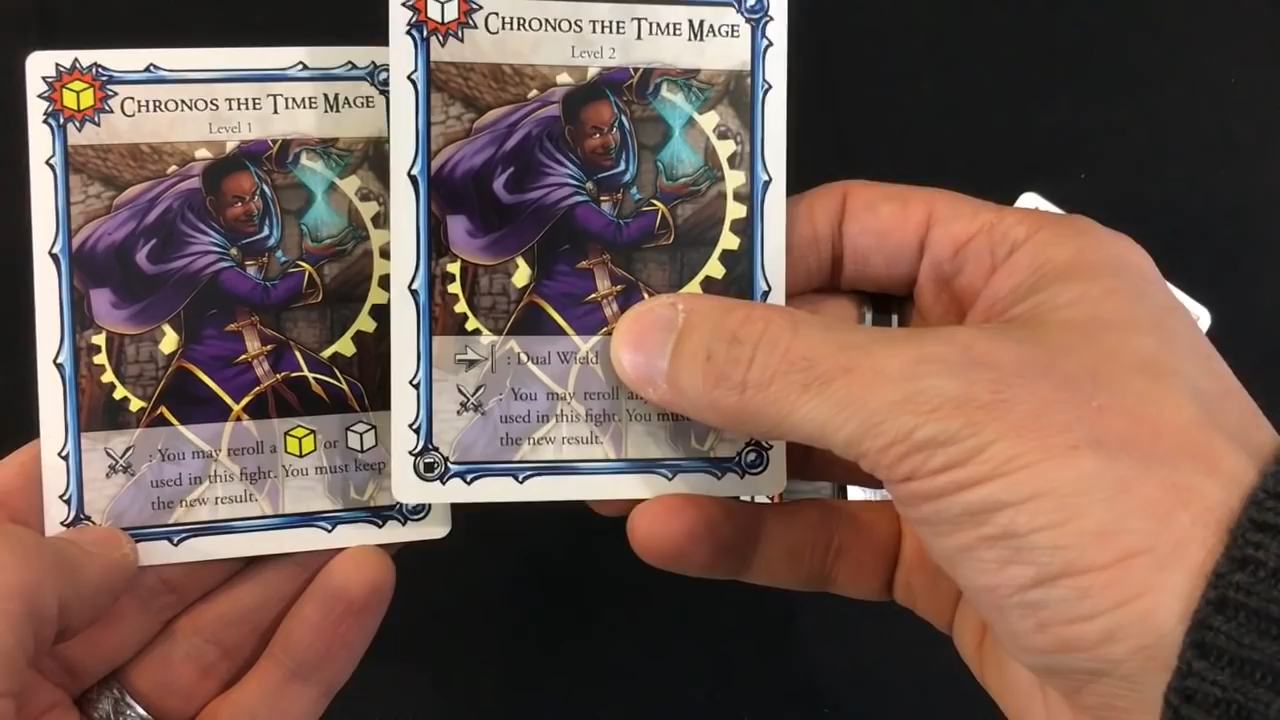 CHRONOS THE TIME MAGE
Level 1
: You may reroll a or
used in this fight. You must keep
the new result.
CHRONOS THE TIME MAGE
Level 2
: Dual Wield
: You may reroll
used in this fight. You must
the new result.